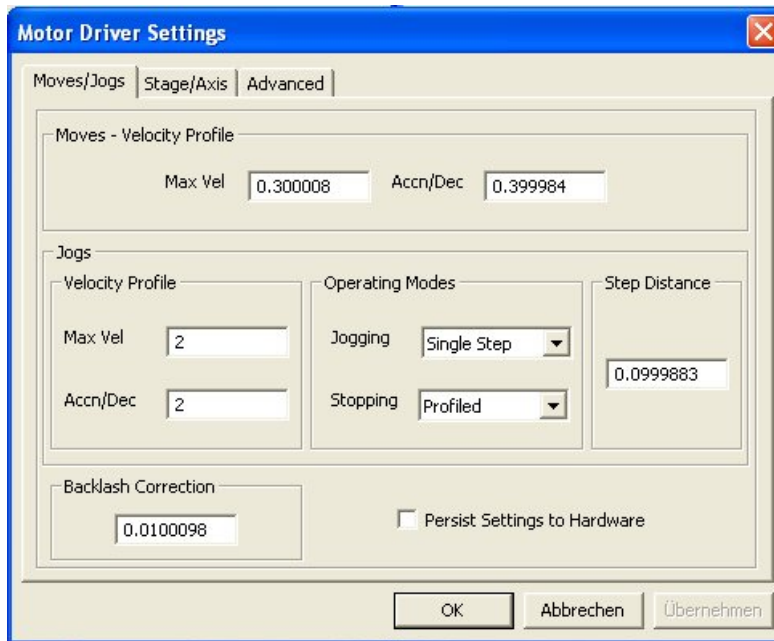 Motor Driver Settings
Moves/Jogs Stage/Axis Advanced
Moves - Velocity Profile
Max Vel 0.300008 Accn/Dec 0.399984
Jogs
Velocity Profile Operating Modes Step Distance
Max Vel 2 Jogging Single Step
0.0999883
Accn/Dec 2 Stopping Profiled
Backlash Correction
0.0100098 Persist Settings to Hardware
OK Abbrechen Übernehmen